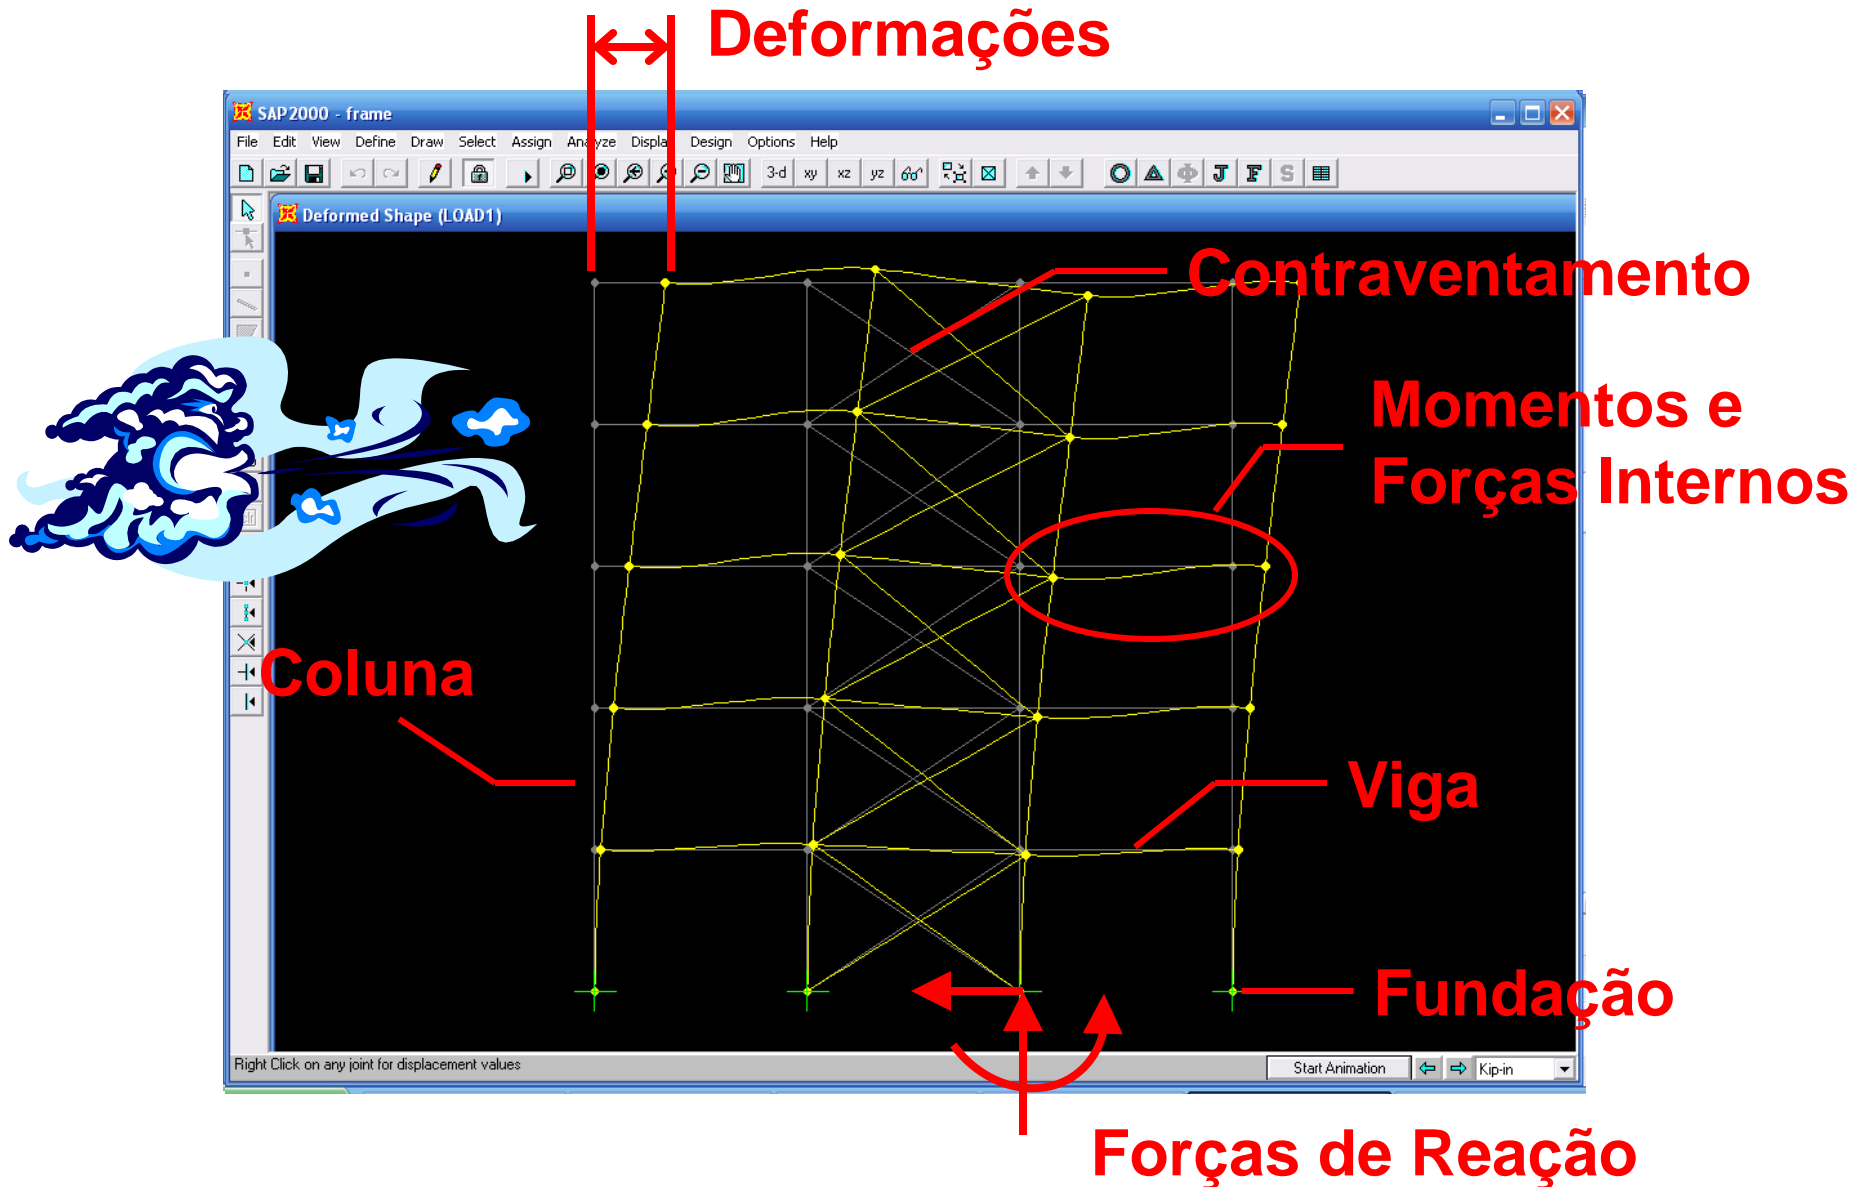 Deformações
SAP2000 - frame
File Edit View Define Draw Select Assign Analyze Display Design Options Help
3-d xy xz yz
J F S
Deformed Shape (LOAD1)
Contraventamento
Momentos e
Forças Internos
Coluna
Viga
Fundação
Right Click on any joint for displacement values
Start Animation
Kip-in
Forças de Reação